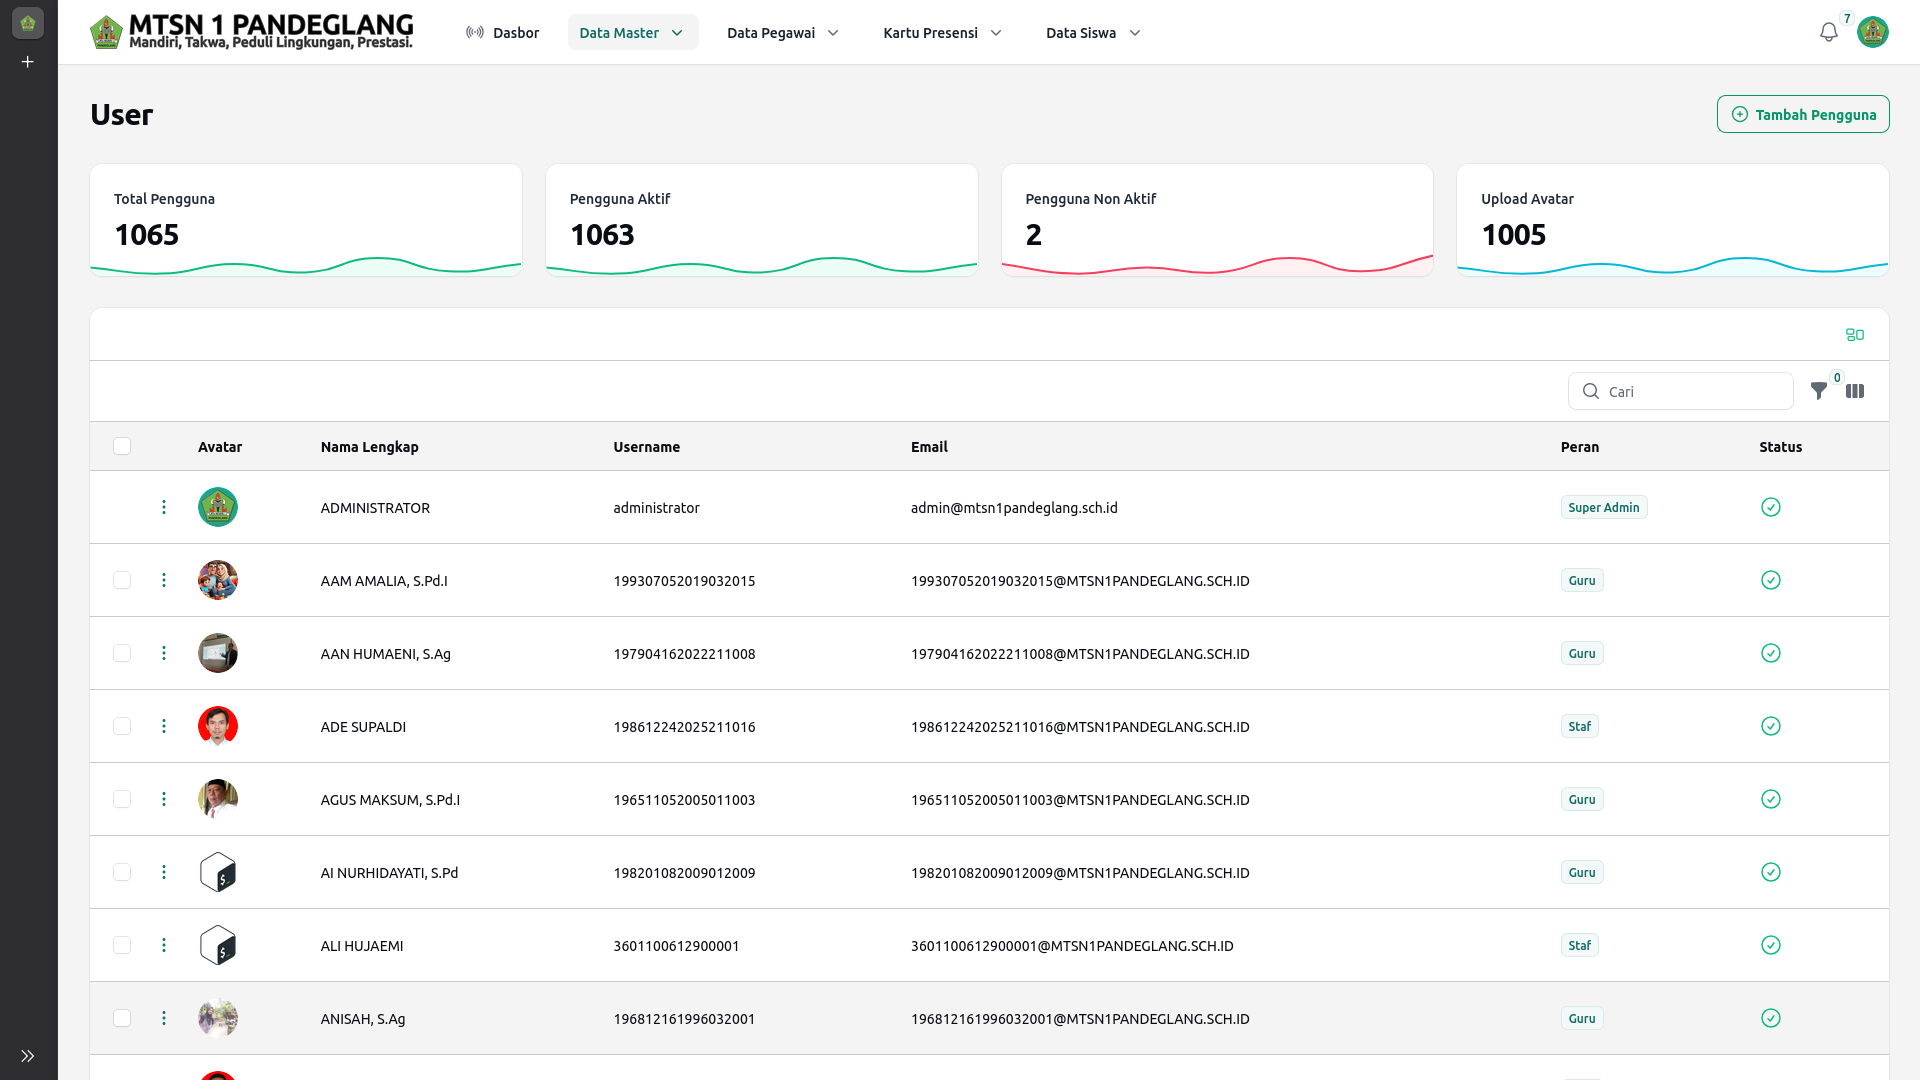 MTSN 1 PANDEGLANG
Mandiri, Takwa, Peduli Lingkungan, Prestasi.
Dasbor
Data Master
Data Pegawai
Kartu Presensi
Data Siswa
7
User
Tambah Pengguna
Total Pengguna
1065
Pengguna Aktif
1063
Pengguna Non Aktif
2
Upload Avatar
1005
Cari
0
Avatar Nama Lengkap Username Email Peran Status
ADMINISTRATOR administrator admin@mtsn1pandeglang.sch.id Super Admin
AAM AMALIA, S.Pd.I 199307052019032015 199307052019032015@MTSN1PANDEGLANG.SCH.ID Guru
AAN HUMAENI, S.Ag 197904162022211008 197904162022211008@MTSN1PANDEGLANG.SCH.ID Guru
ADE SUPALDI 198612242025211016 198612242025211016@MTSN1PANDEGLANG.SCH.ID Staf
AGUS MAKSUM, S.Pd.I 196511052005011003 196511052005011003@MTSN1PANDEGLANG.SCH.ID Guru
AI NURHIDAYATI, S.Pd 198201082009012009 198201082009012009@MTSN1PANDEGLANG.SCH.ID Guru
ALI HUJAEMI 3601100612900001 3601100612900001@MTSN1PANDEGLANG.SCH.ID Staf
ANISAH, S.Ag 196812161996032001 196812161996032001@MTSN1PANDEGLANG.SCH.ID Guru